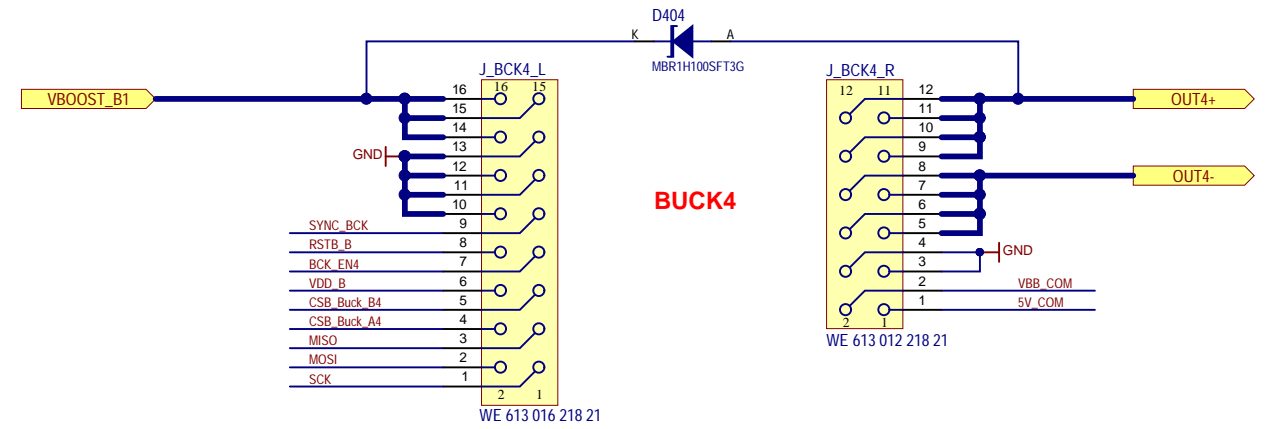 D404
K
A
MBR1H100SFT3G
J_BCK4_L
J_BCK4_R
VBOOST_B1
16
15
14
13
12
11
10
9
8
7
6
5
4
3
2
1
16 15
2 1
GND
SYNC_BCK
RSTB_B
BCK_EN4
VDD_B
CSB_Buck_B4
CSB_Buck_A4
MISO
MOSI
SCK
WE 613 016 218 21
BUCK4
12 11
2 1
12
11
10
9
8
7
6
5
4
3
2
1
OUT4+
OUT4-
GND
VBB_COM
5V_COM
WE 613 012 218 21